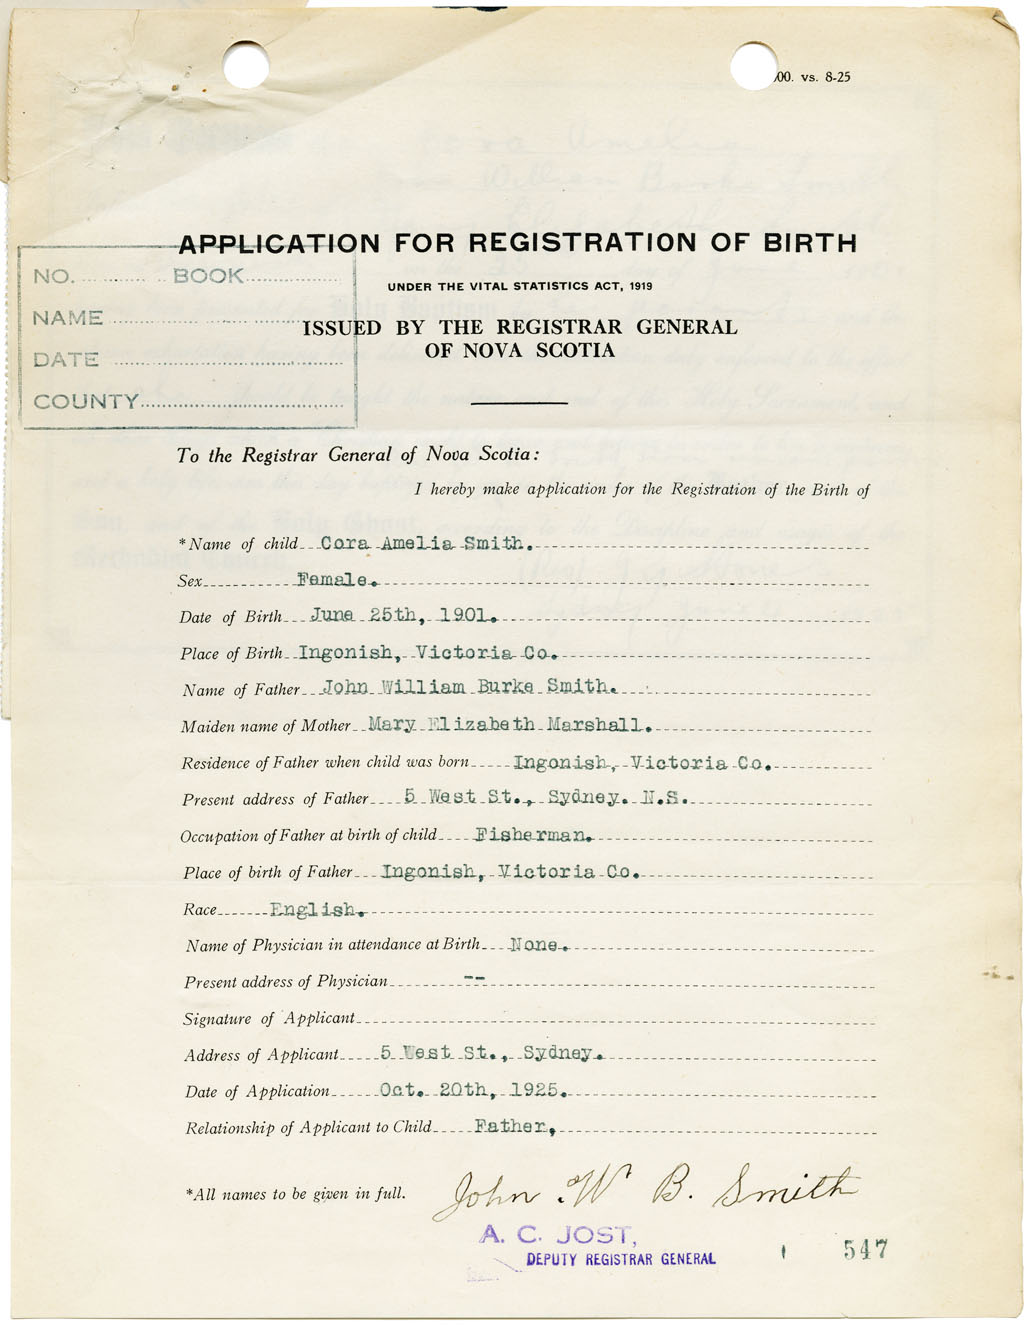 00. vs. 8-25
APPLICATION FOR REGISTRATION OF BIRTH
NO. BOOK
NAME
DATE
COUNTY
UNDER THE VITAL STATISTICS ACT, 1919
ISSUED BY THE REGISTRAR GENERAL
OF NOVA SCOTIA
To the Registrar General of Nova Scotia:
I hereby make application for the Registration of the Birth of
*Name of child Cora Amelia Smith.
Sex Female.
Date of Birth June 25th, 1901.
Place of Birth Ingonish, Victoria Co.
Name of Father John William Burke Smith.
Maiden name of Mother Mary Elizabeth Marshall.
Residence of Father when child was born Ingonish, Victoria Co.
Present address of Father 5 West St., Sydney. N.S.
Occupation of Father at birth of child Fisherman.
Place of birth of Father Ingonish, Victoria Co.
Race English.
Name of Physician in attendance at Birth None.
Present address of Physician --
Signature of Applicant
Address of Applicant 5 West St., Sydney.
Date of Application Oct. 20th, 1925.
Relationship of Applicant to Child Father,
*All names to be given in full.
John W B. Smith
A. C. JOST,
DEPUTY REGISTRAR GENERAL
547